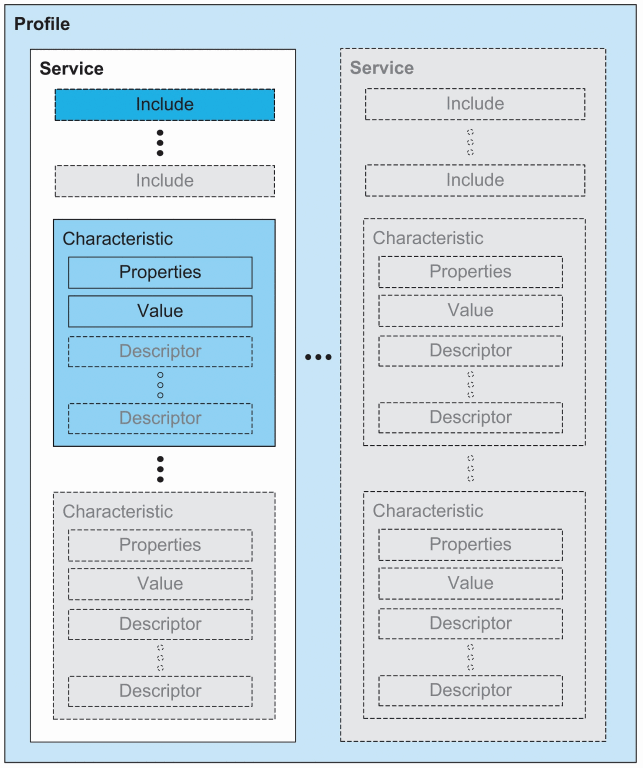 Profile
Service
Include
Include
Characteristic
Properties
Value
Descriptor
Descriptor
Characteristic
Properties
Value
Descriptor
Descriptor
Service
Include
Include
Characteristic
Properties
Value
Descriptor
Descriptor
Characteristic
Properties
Value
Descriptor
Descriptor